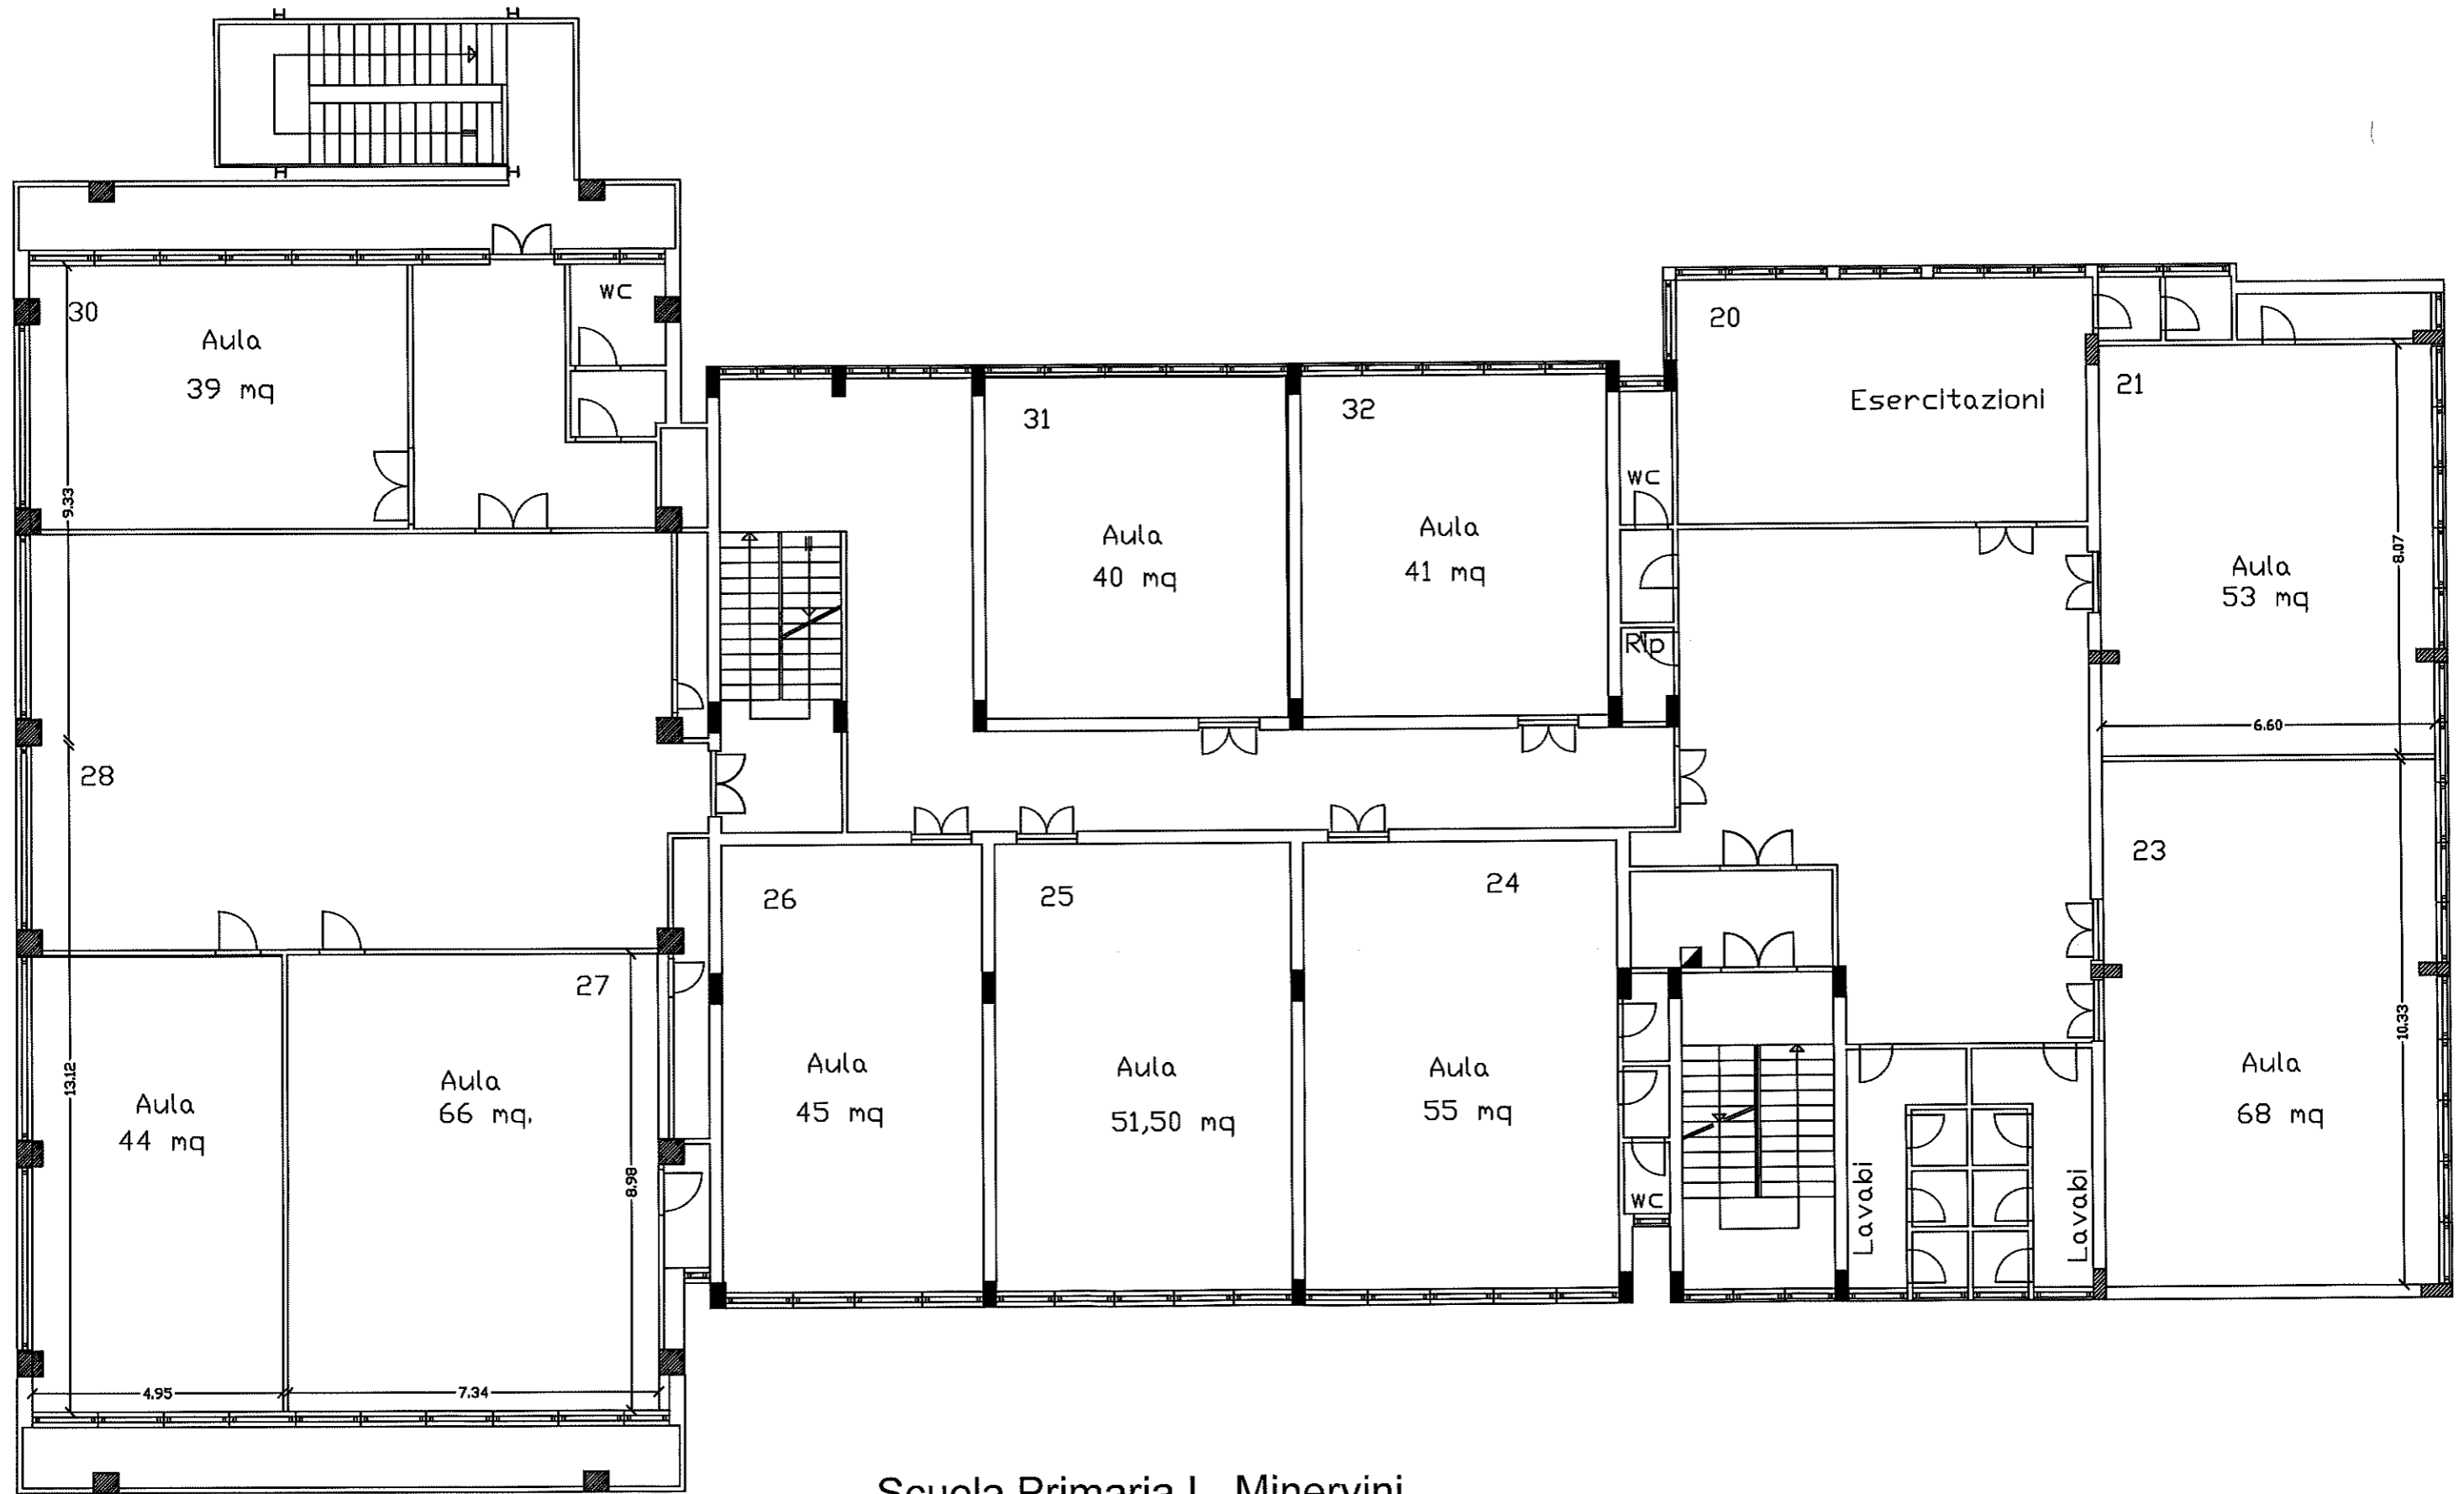 30
Aula
39 mq
WC
9.33
28
31
Aula
40 mq
32
Aula
41 mq
WC
Rip
20
Esercitazioni
21
Aula
53 mq
8.07
6.60
23
Aula
68 mq
10.33
26
Aula
45 mq
25
Aula
51,50 mq
24
Aula
55 mq
WC
Lavabi
Lavabi
27
Aula
66 mq.
8.98
Aula
44 mq
13.12
4.95
7.34
Scuola Primaria L. Minervini